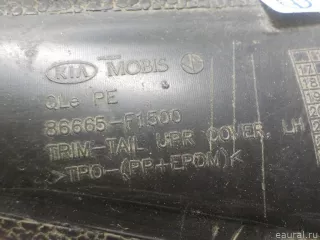 KIA MOBIS
QLe PE
86665-F1500
TRIM-TAIL UPR COVER, LH
>TPO-(PP+EPDM)<
eaural.ru